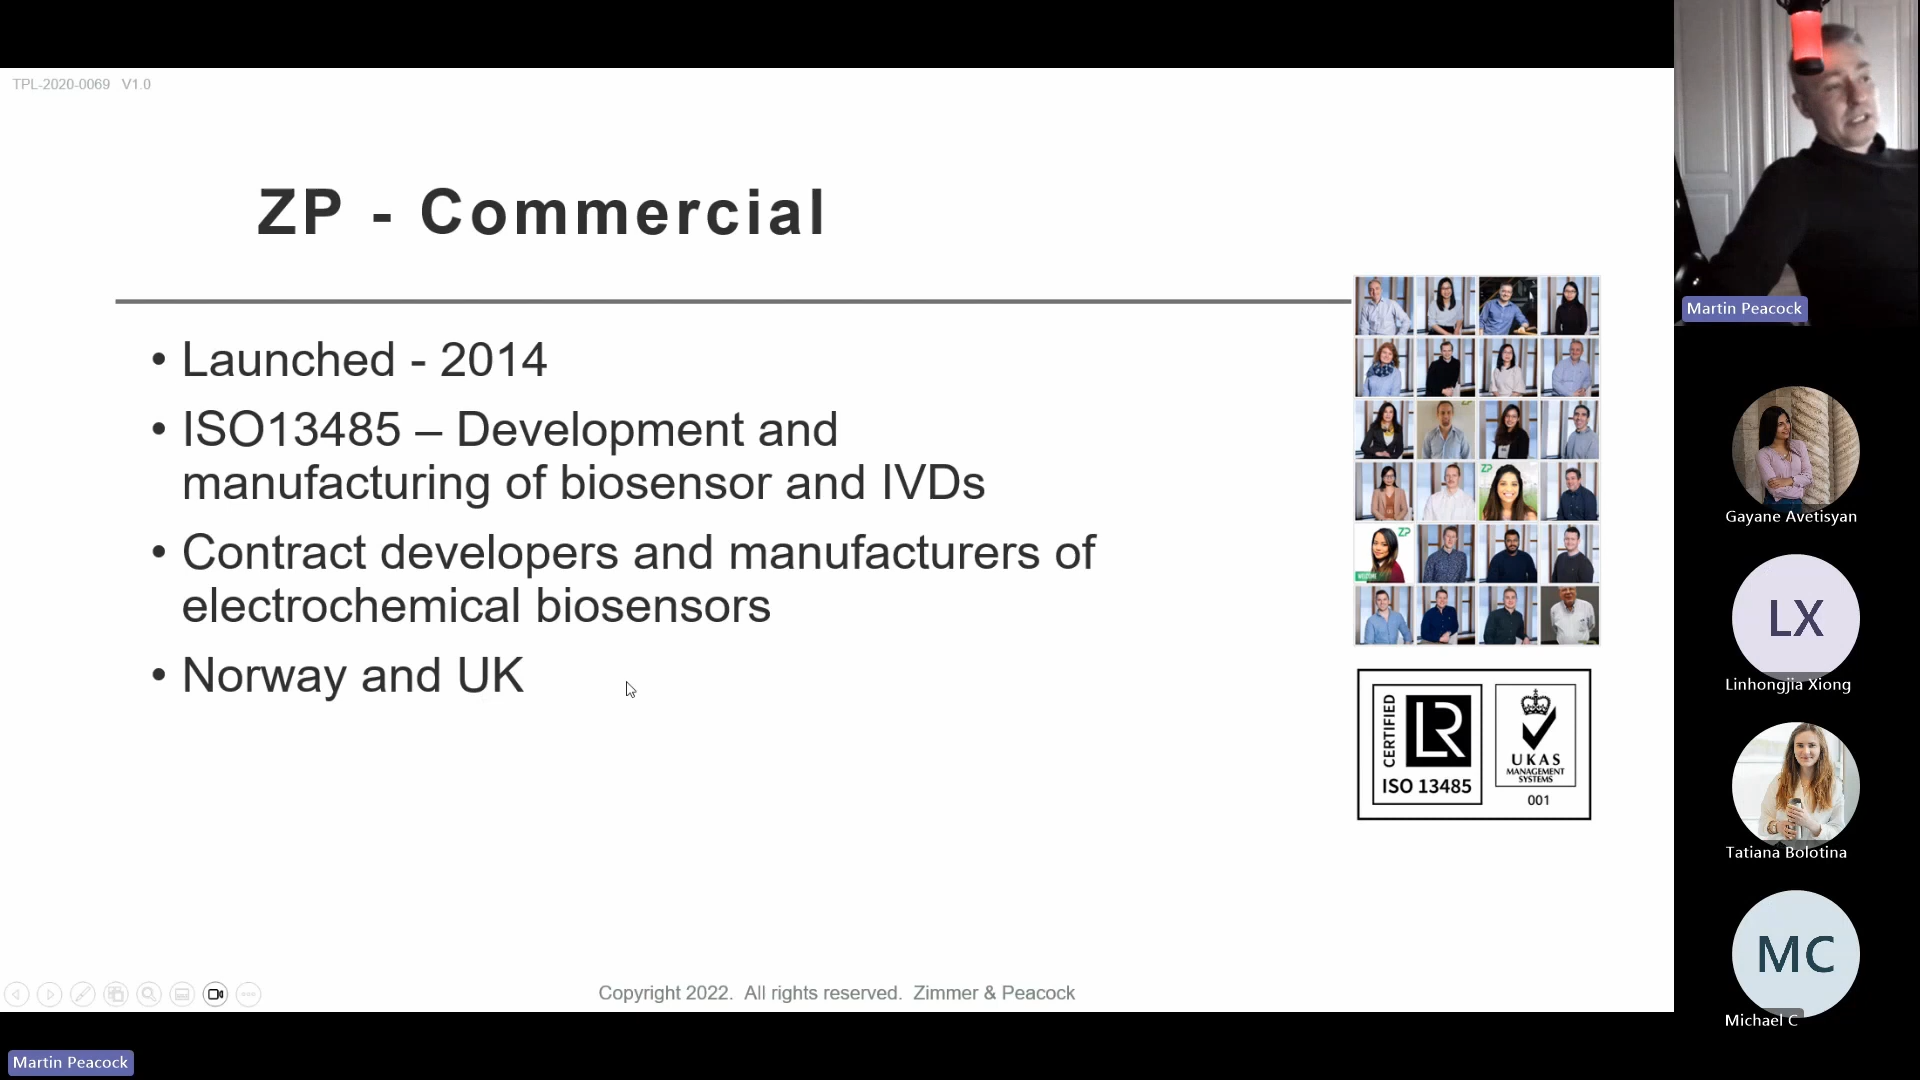 TPL-2020-0069 V1.0
ZP - Commercial
• Launched - 2014
• ISO13485 – Development and
manufacturing of biosensor and IVDs
• Contract developers and manufacturers of
electrochemical biosensors
• Norway and UK
ZP
ZP
CERTIFIED
LR
ISO 13485
UKAS
MANAGEMENT
SYSTEMS
001
Copyright 2022. All rights reserved. Zimmer & Peacock
Martin Peacock
Martin Peacock
Gayane Avetisyan
LX
Linhongjia Xiong
Tatiana Bolotina
MC
Michael C